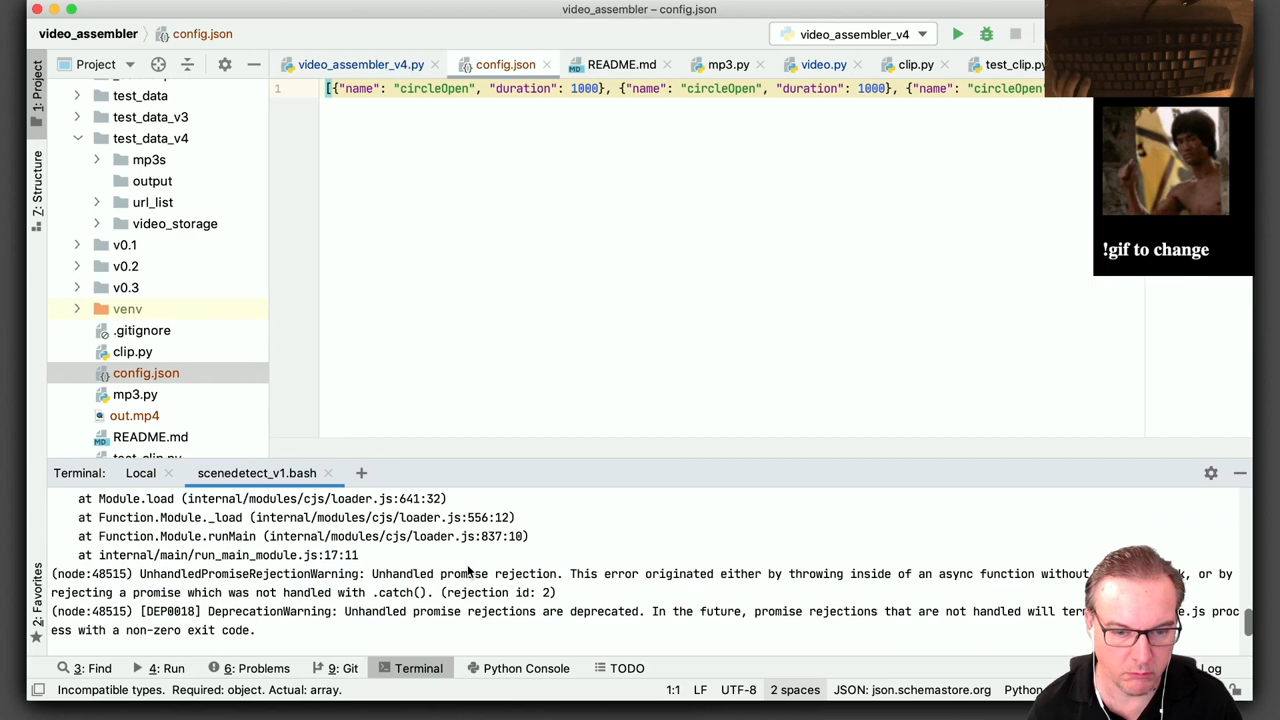 video_assembler – config.json
video_assembler
config.json
video_assembler_v4
Project
video_assembler_v4.py
config.json
README.md
mp3.py
video.py
clip.py
test_clip.py
1: Project
Z: Structure
2: Favorites
test_data
test_data_v3
test_data_v4
mp3s
output
url_list
video_storage
v0.1
v0.2
v0.3
venv
.gitignore
clip.py
config.json
mp3.py
out.mp4
README.md
test_clip.py
1
[{"name": "circleOpen", "duration": 1000}, {"name": "circleOpen", "duration": 1000}, {"name": "circleOpen"
!gif to change
Terminal:
Local
scenedetect_v1.bash
at Module.load (internal/modules/cjs/loader.js:641:32)
at Function.Module._load (internal/modules/cjs/loader.js:556:12)
at Function.Module.runMain (internal/modules/cjs/loader.js:837:10)
at internal/main/run_main_module.js:17:11
(node:48515) UnhandledPromiseRejectionWarning: Unhandled promise rejection. This error originated either by throwing inside of an async function without k, or by
rejecting a promise which was not handled with .catch(). (rejection id: 2)
(node:48515) [DEP0018] DeprecationWarning: Unhandled promise rejections are deprecated. In the future, promise rejections that are not handled will ter e.js proc
ess with a non-zero exit code.
3: Find
4: Run
6: Problems
9: Git
Terminal
Python Console
TODO
Log
Incompatible types. Required: object. Actual: array.
1:1
LF
UTF-8
2 spaces
JSON: json.schemastore.org
Python